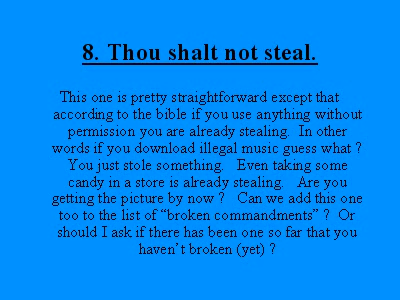 8. Thou shalt not steal.
This one is pretty straightforward except that
according to the bible if you use anything without
permission you are already stealing. In other
words if you download illegal music guess what ?
You just stole something. Even taking some
candy in a store is already stealing. Are you
getting the picture by now ? Can we add this one
too to the list of “broken commandments” ? Or
should I ask if there has been one so far that you
haven’t broken (yet) ?